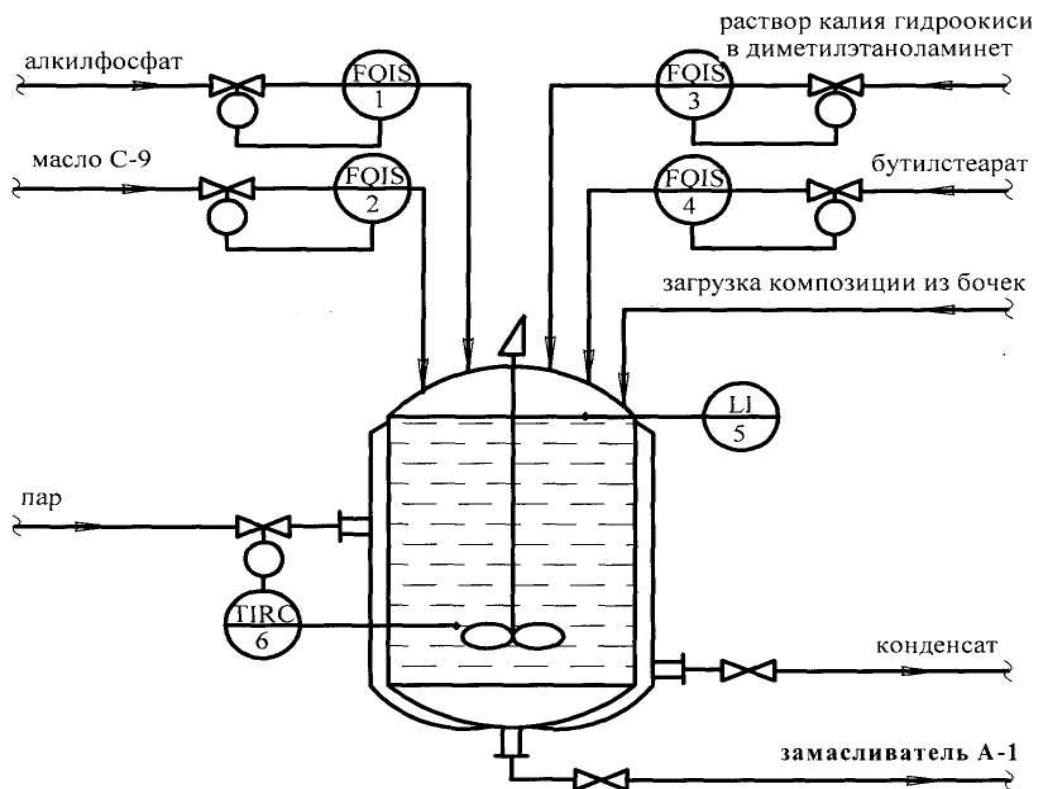 алкилфосфат
FQIS
1
раствор калия гидроокиси
в диметилэтаноламинет
FQIS
3
масло С-9
FQIS
2
FQIS
4
бутилстеарат
загрузка композиции из бочек
LI
5
пар
TIRC
6
конденсат
замасливатель А-1